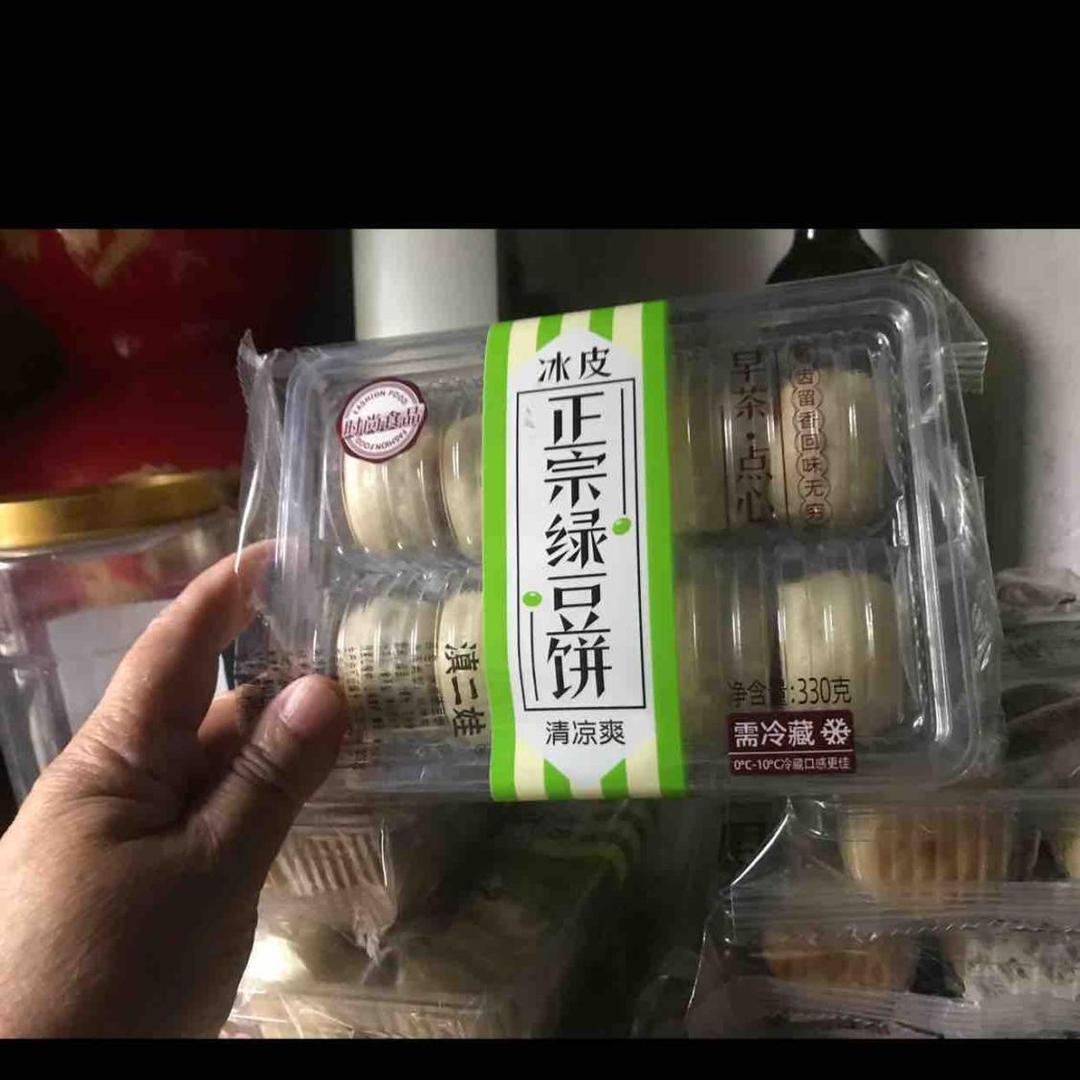 FASHION FOOD
时尚食品
FASHION FOOD
滇二娃
冰皮
正宗绿豆饼
清凉爽
早茶·点心
齿留香回味无穷
净含量:330克
需冷藏
0℃-10℃冷藏口感更佳